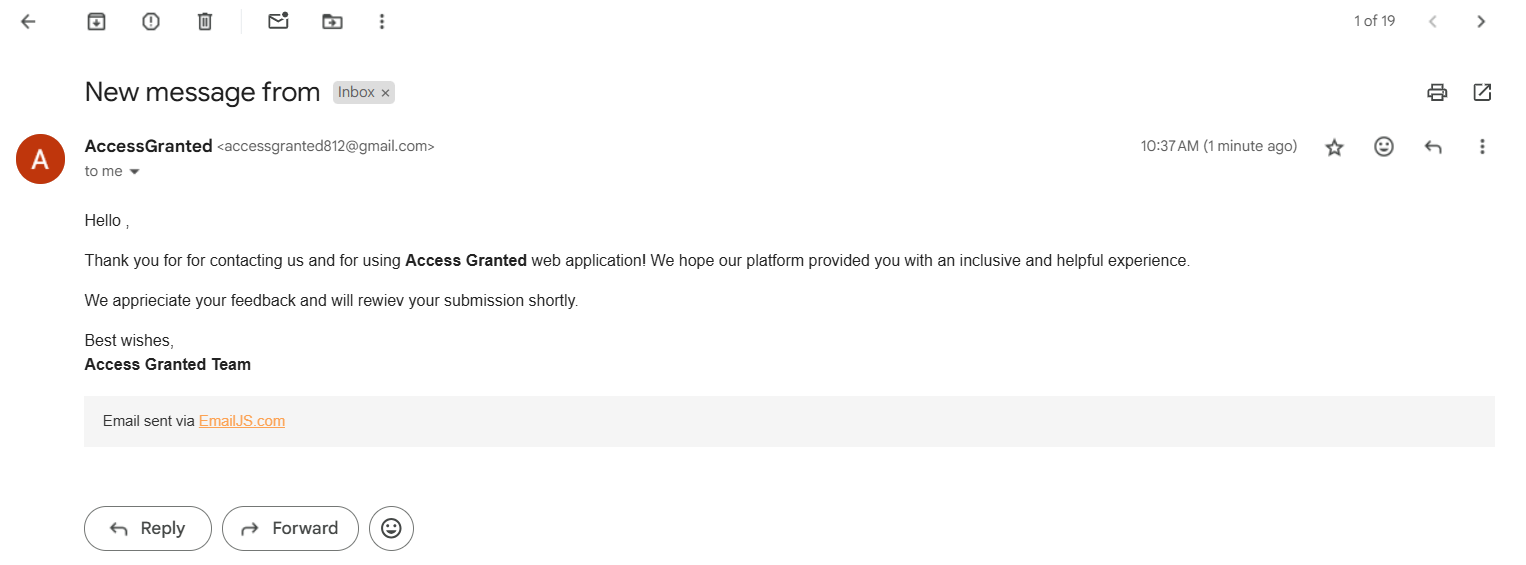 1 of 19
New message from Inbox ×
AccessGranted <accessgranted812@gmail.com> 10:37 AM (1 minute ago)
to me
A
Hello ,
Thank you for for contacting us and for using Access Granted web application! We hope our platform provided you with an inclusive and helpful experience.
We apprieciate your feedback and will rewiev your submission shortly.
Best wishes,
Access Granted Team
Email sent via EmailJS.com
Reply Forward